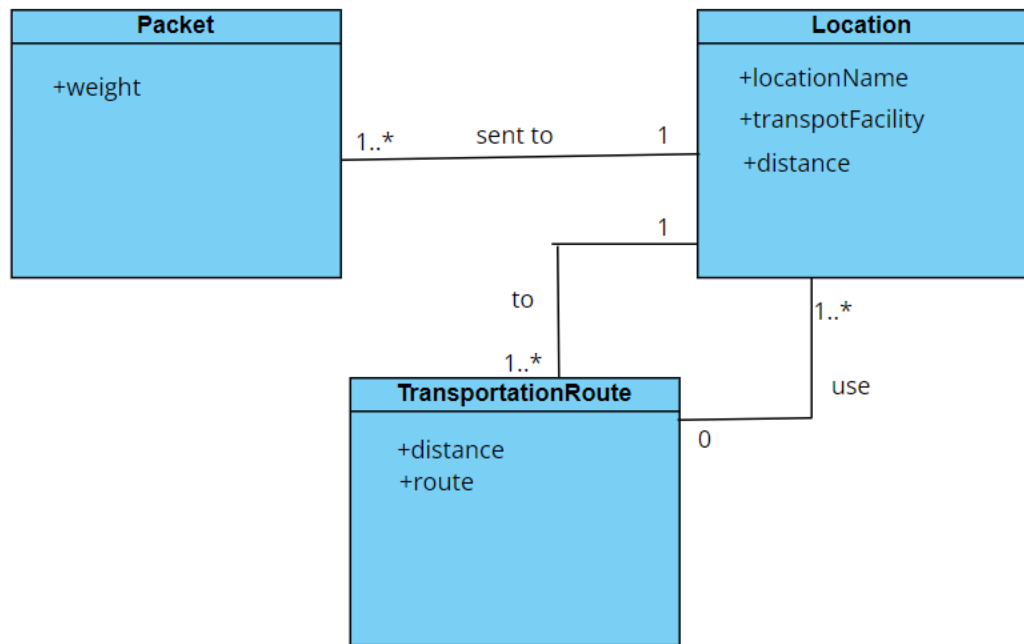 Packet
+weight
Location
+locationName
+transpotFacility
+distance
1..*
sent to
1
1
to
1..*
1..*
use
0
TransportationRoute
+distance
+route